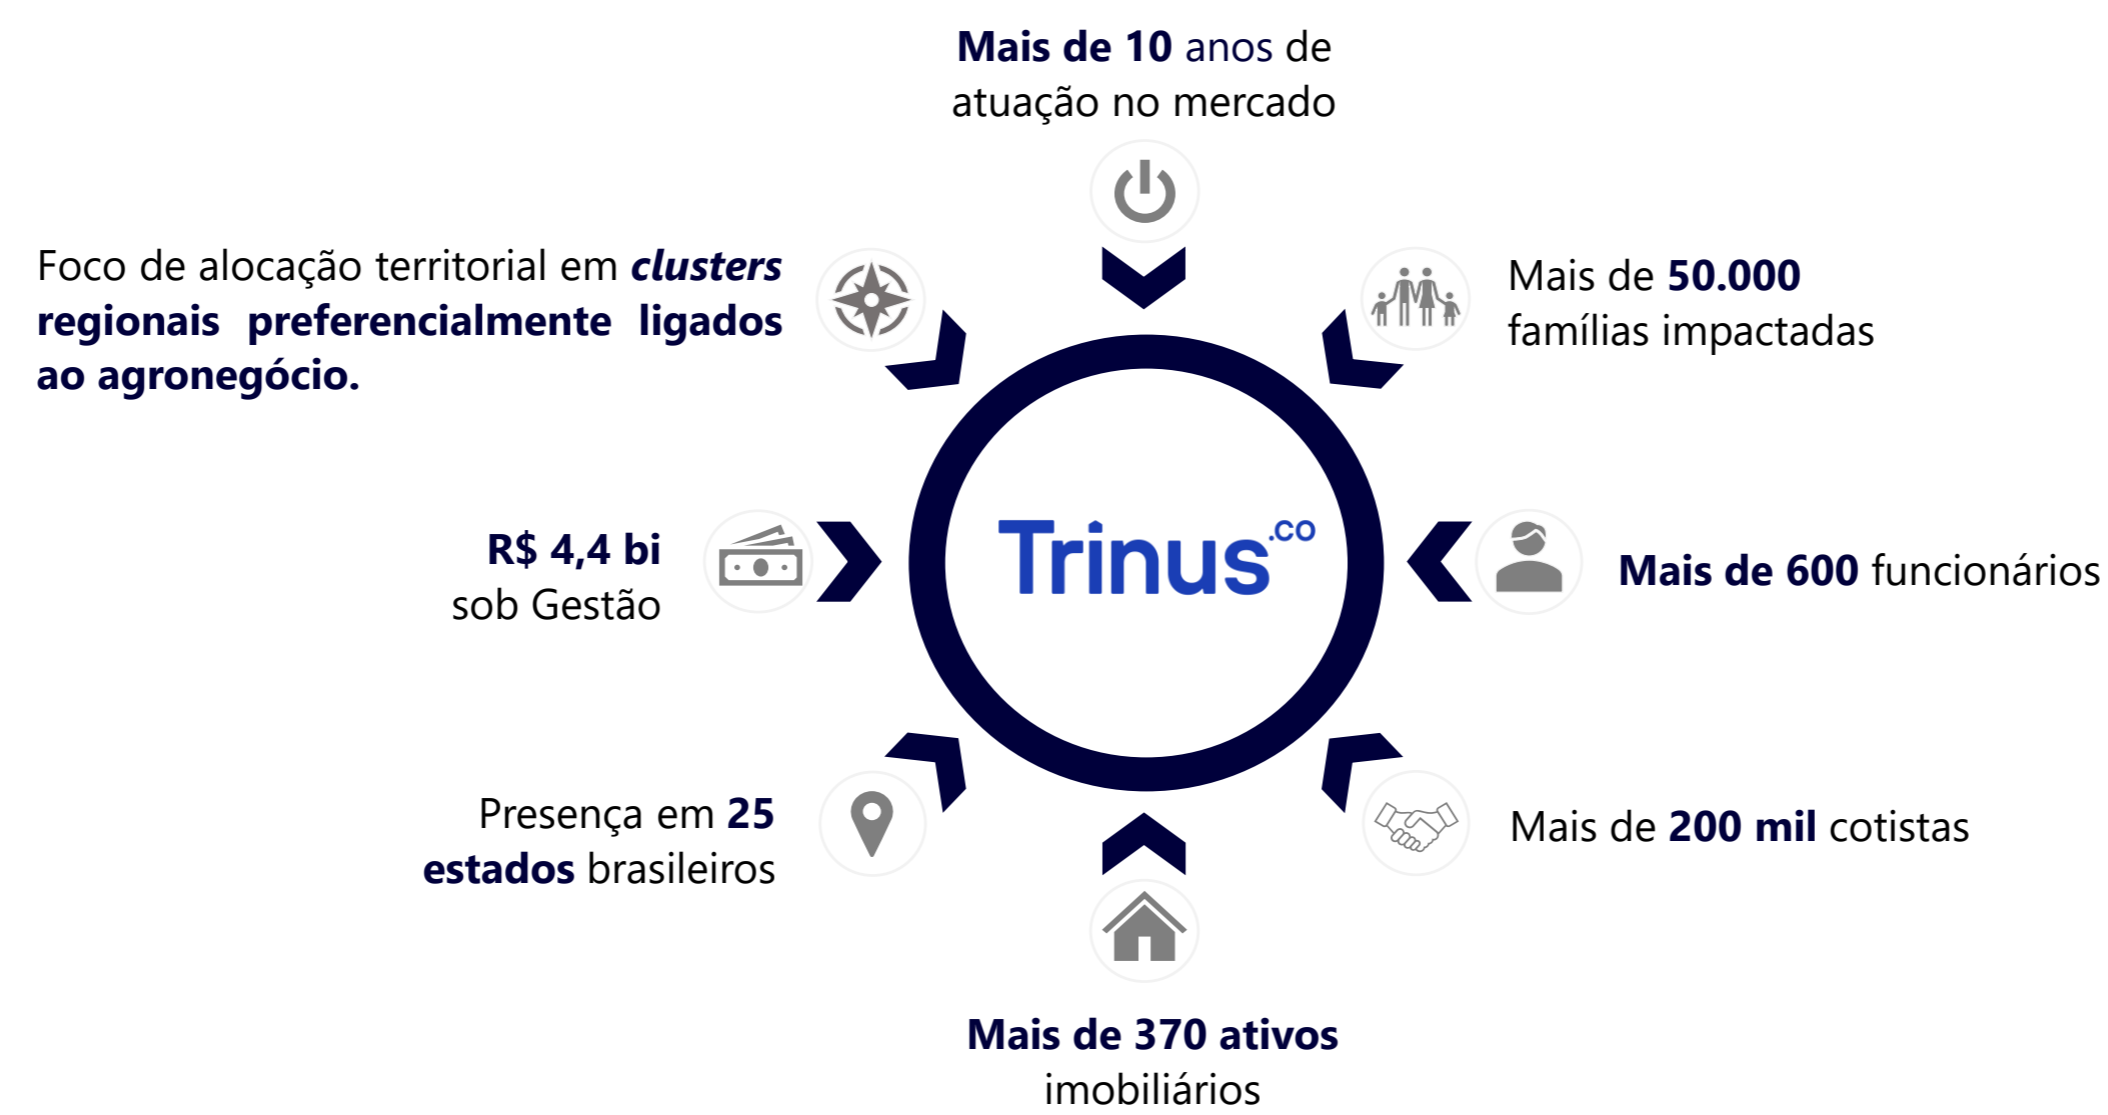 Mais de 10 anos de
atuação no mercado
Foco de alocação territorial em clusters
regionais preferencialmente ligados
ao agronegócio.
Mais de 50.000
famílias impactadas
R$ 4,4 bi
sob Gestão
Trinus.co
Mais de 600 funcionários
Presença em 25
estados brasileiros
Mais de 200 mil cotistas
Mais de 370 ativos
imobiliários